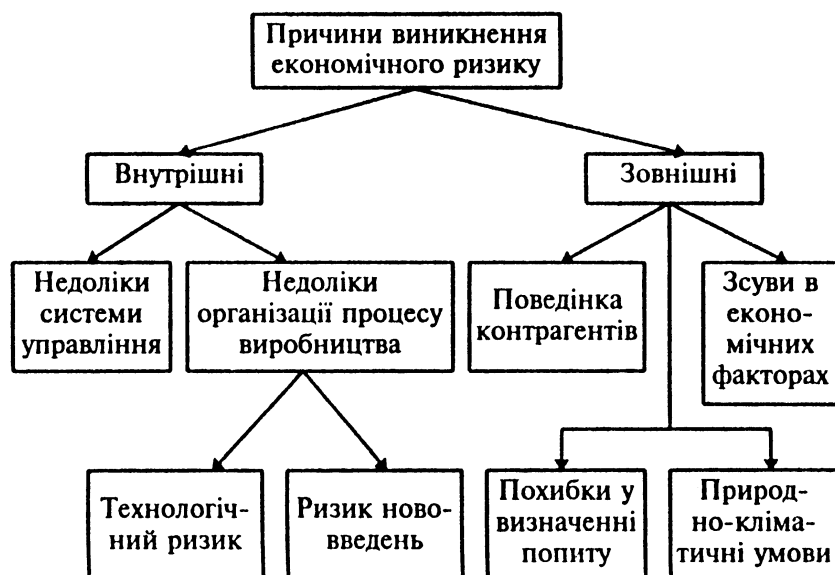 Причини виникнення
економічного ризику
Внутрішні
Зовнішні
Недоліки
системи
управління
Недоліки
організації процесу
виробництва
Поведінка
контрагентів
Зсуви в
еконо-
мічних
факторах
Технологіч-
ний ризик
Ризик ново-
введень
Похибки у
визначенні
попиту
Природ-
но-кліма-
тичні умови